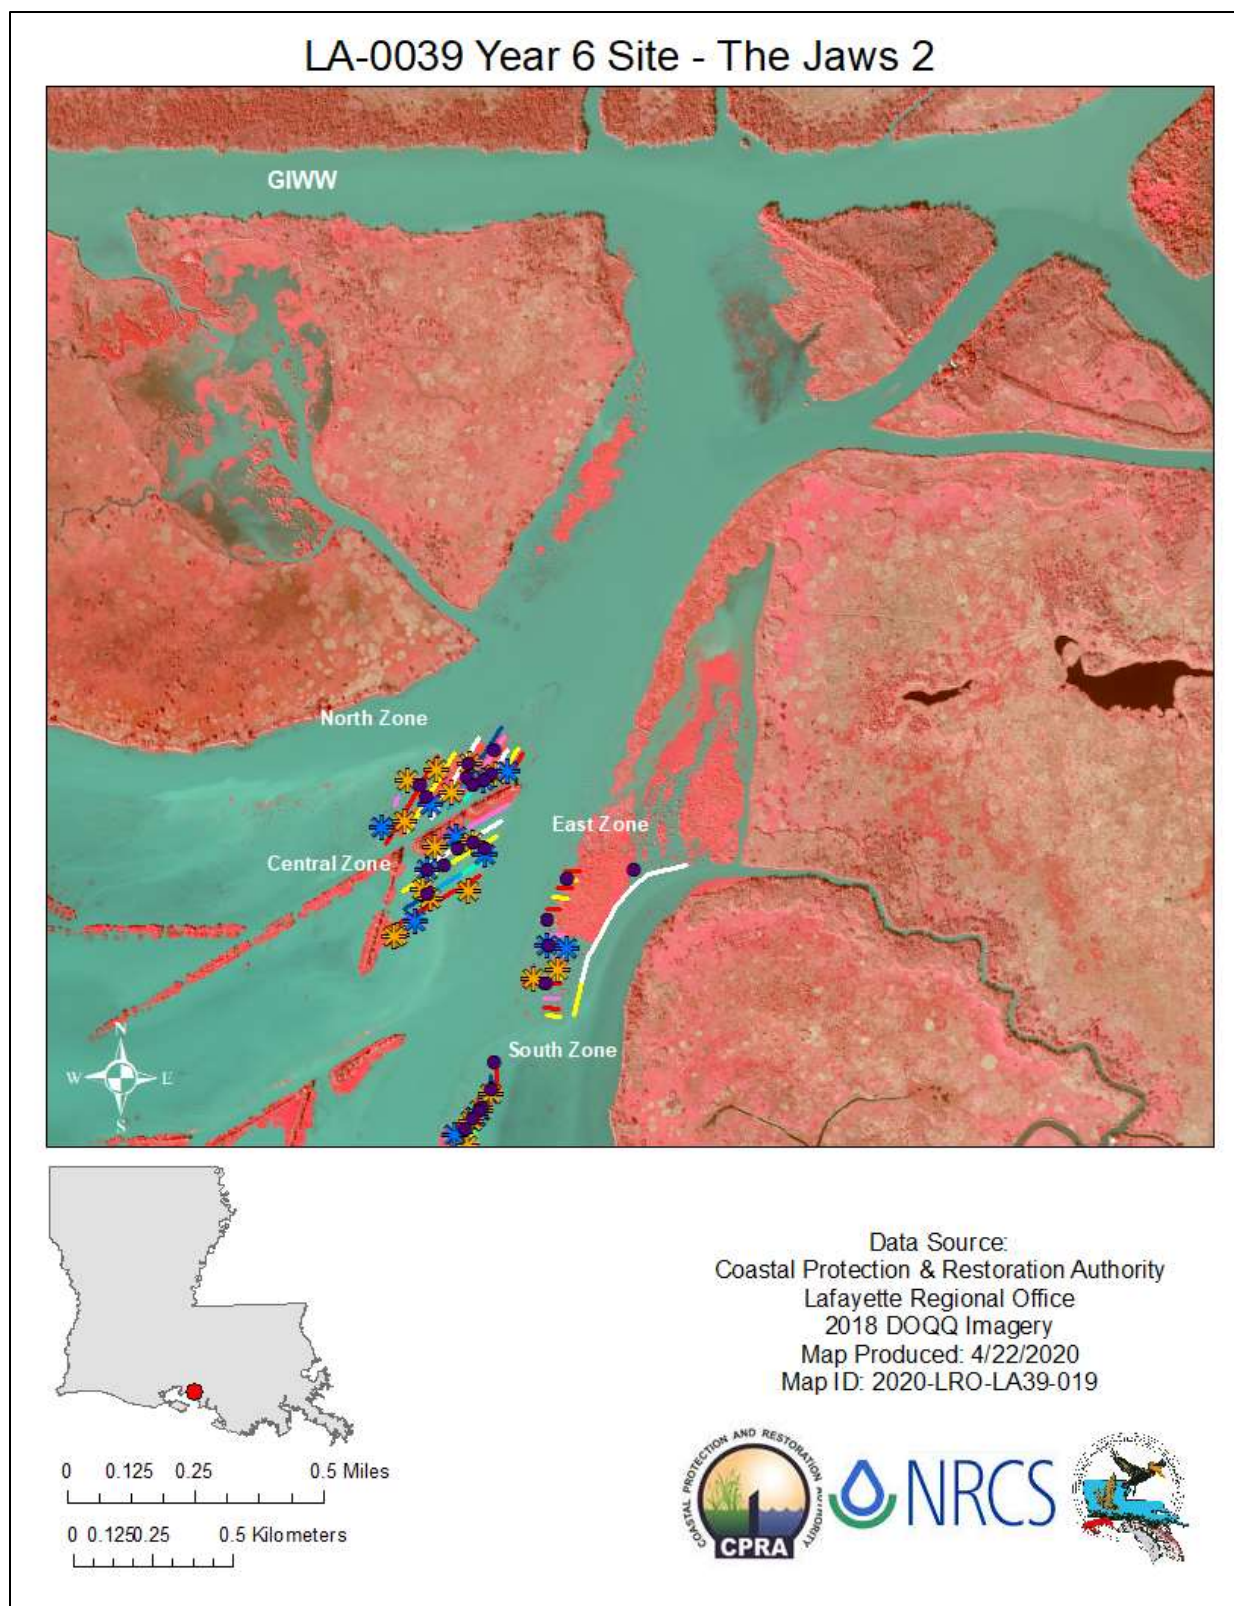 LA-0039 Year 6 Site - The Jaws 2
GIWW
North Zone
East Zone
Central Zone
South Zone
N
W E
S
Data Source:
Coastal Protection & Restoration Authority
Lafayette Regional Office
2018 DOQQ Imagery
Map Produced: 4/22/2020
Map ID: 2020-LRO-LA39-019
0 0.125 0.25 0.5 Miles
0 0.125 0.25 0.5 Kilometers
COASTAL PROTECTION AND RESTORATION AUTHORITY
CPRA
NRCS